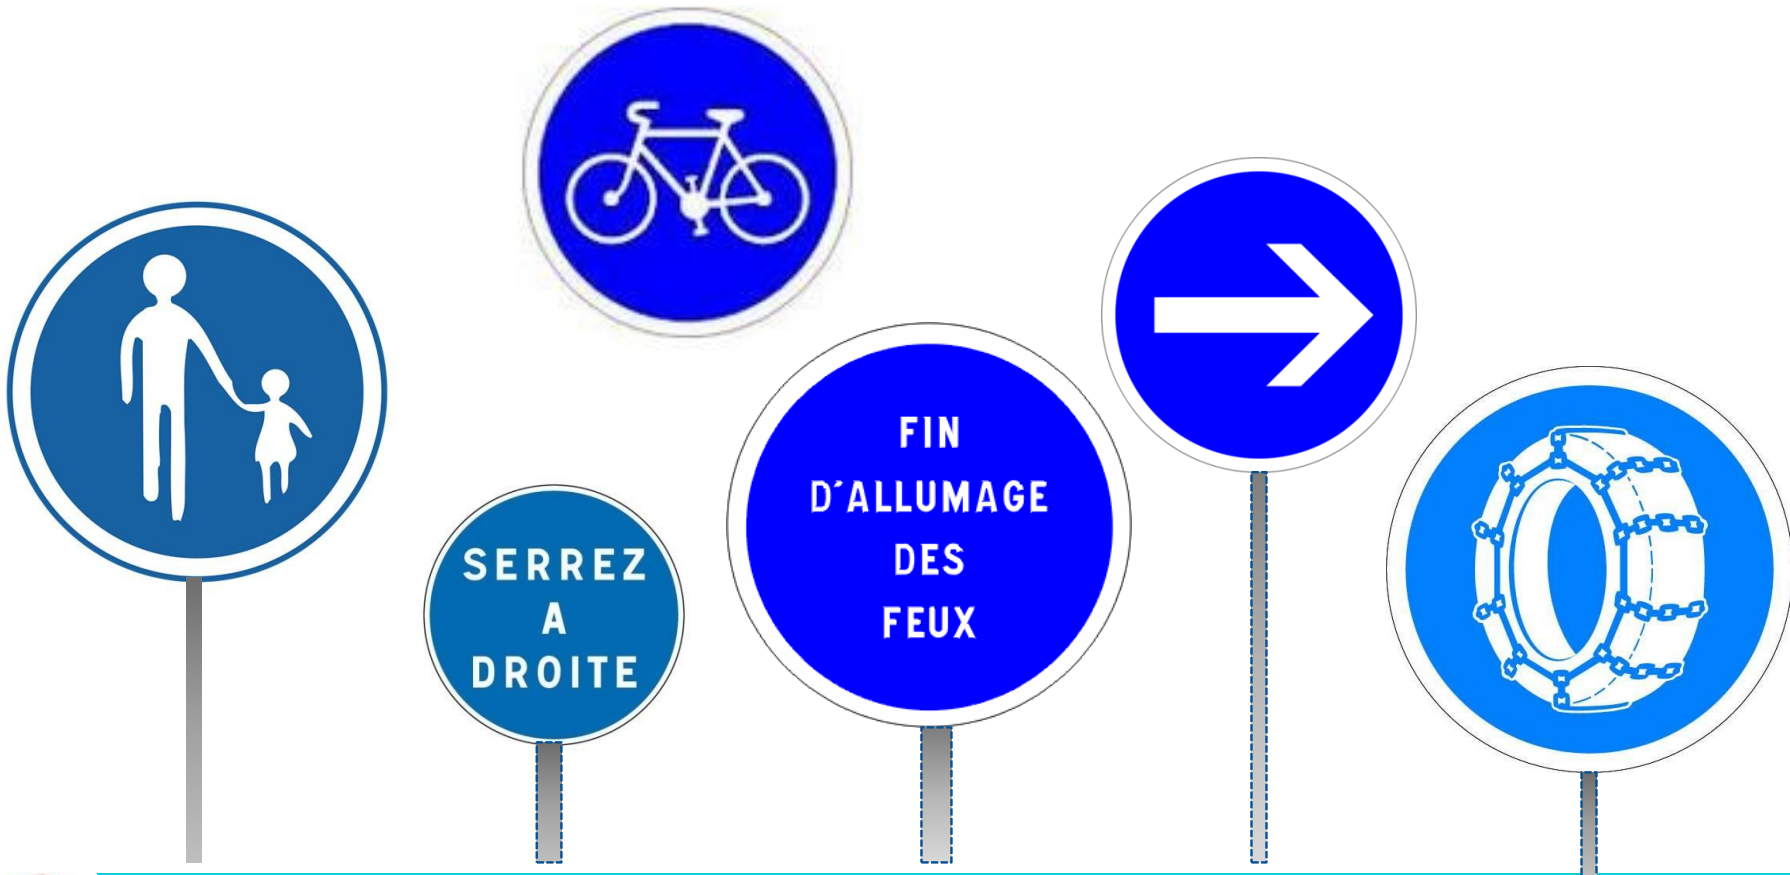 SERREZ
A
DROITE
FIN
D'ALLUMAGE
DES
FEUX